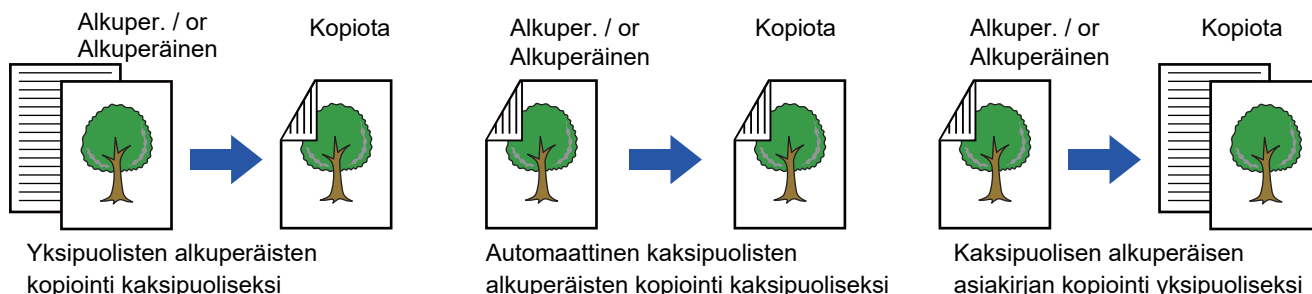 Alkuper. / or
Alkuperäinen
Kopiota
Yksipuolisten alkuperäisten
kopiointi kaksipuoliseksi
Alkuper. / or
Alkuperäinen
Kopiota
Automaattinen kaksipuolisten
alkuperäisten kopiointi kaksipuoliseksi
Alkuper. / or
Alkuperäinen
Kopiota
Kaksipuolisen alkuperäisen
asiakirjan kopiointi yksipuoliseksi